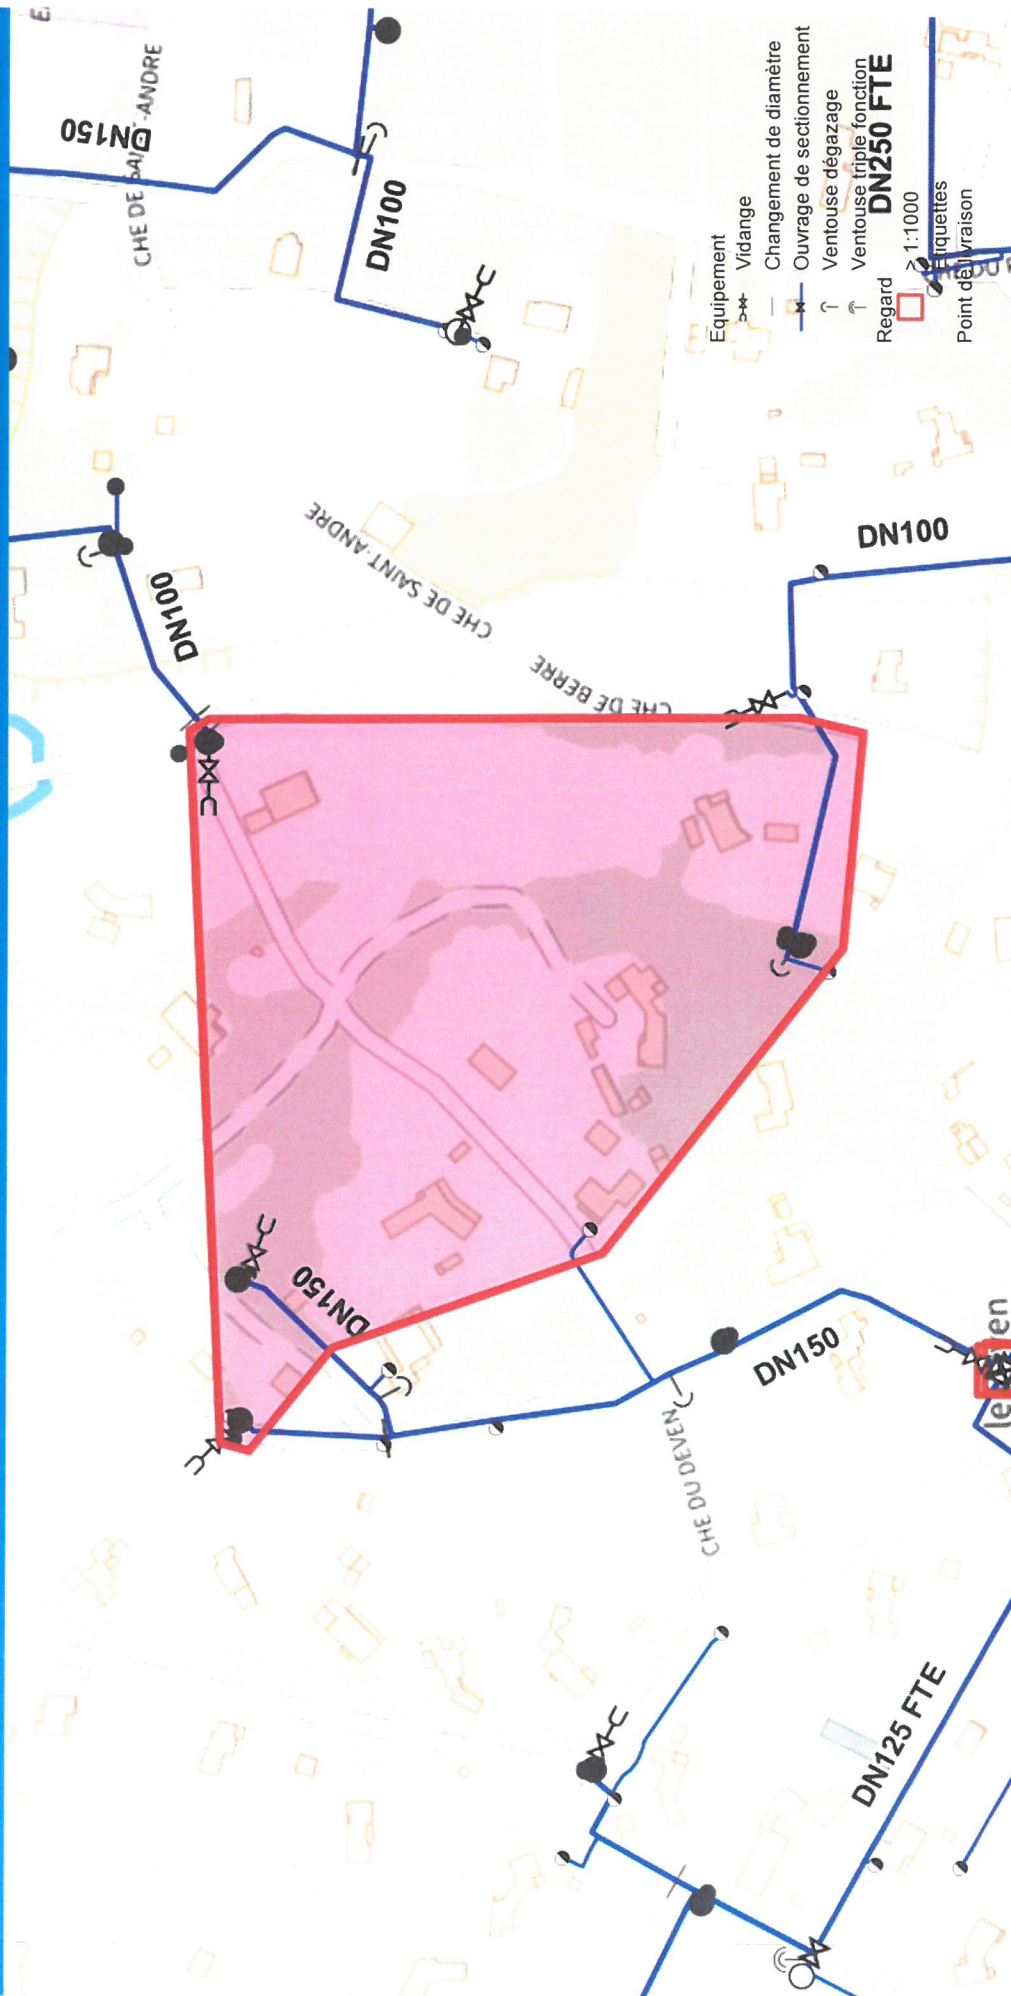 DN150
CHE DE SAINT-ANDRE
DN100
DN100
CHE DE SAINT-ANDRE
CHE DE BERRE
Equipement
Vidange
Changement de diamètre
Ouvrage de sectionnement
Ventouse dégazage
Ventouse triple fonction
Regard
≥ 1:1000
Etiquettes
Point de livraison
DN250 FTE
DN100
DN150
DN150
CHE DU DEVEN
DN125 FTE